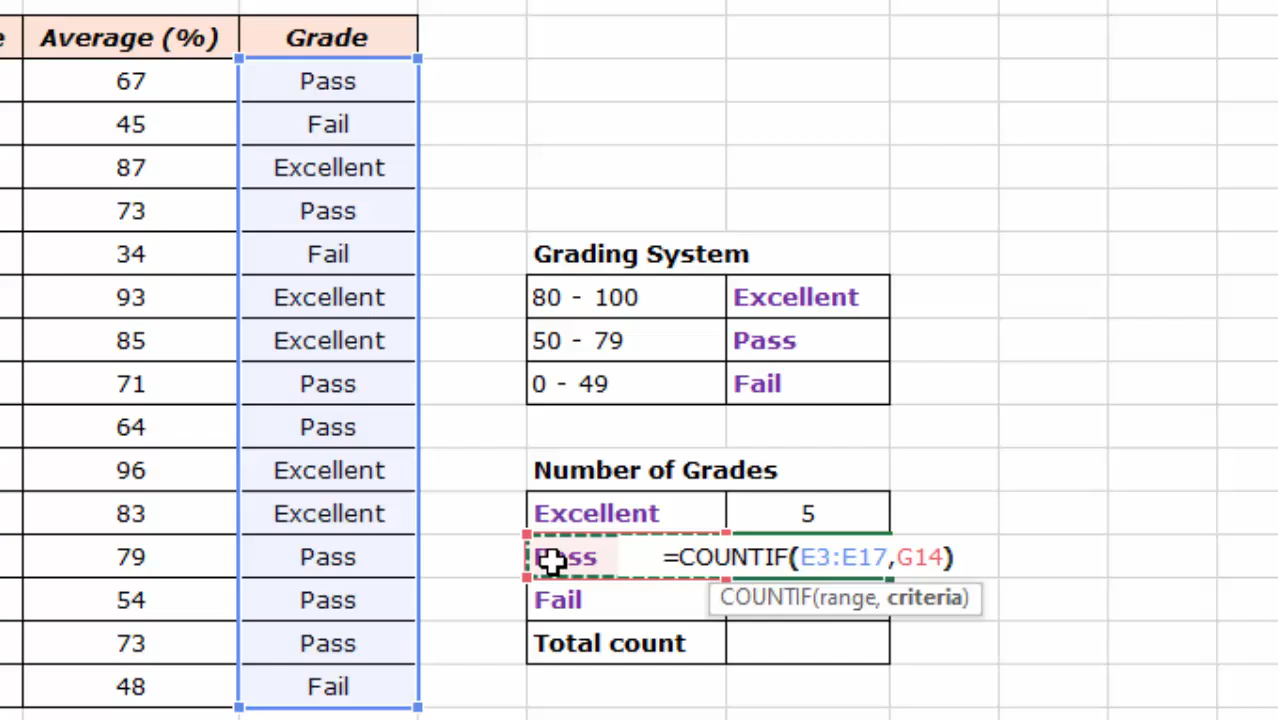 e Average (%) Grade
67 Pass
45 Fail
87 Excellent
73 Pass
34 Fail
Grading System
93 Excellent
80 - 100 Excellent
85 Excellent
50 - 79 Pass
71 Pass
0 - 49 Fail
64 Pass
96 Excellent
Number of Grades
83 Excellent
Excellent 5
79 Pass
Pass =COUNTIF(E3:E17,G14)
54 Pass
Fail COUNTIF(range, criteria)
73 Pass
Total count
48 Fail